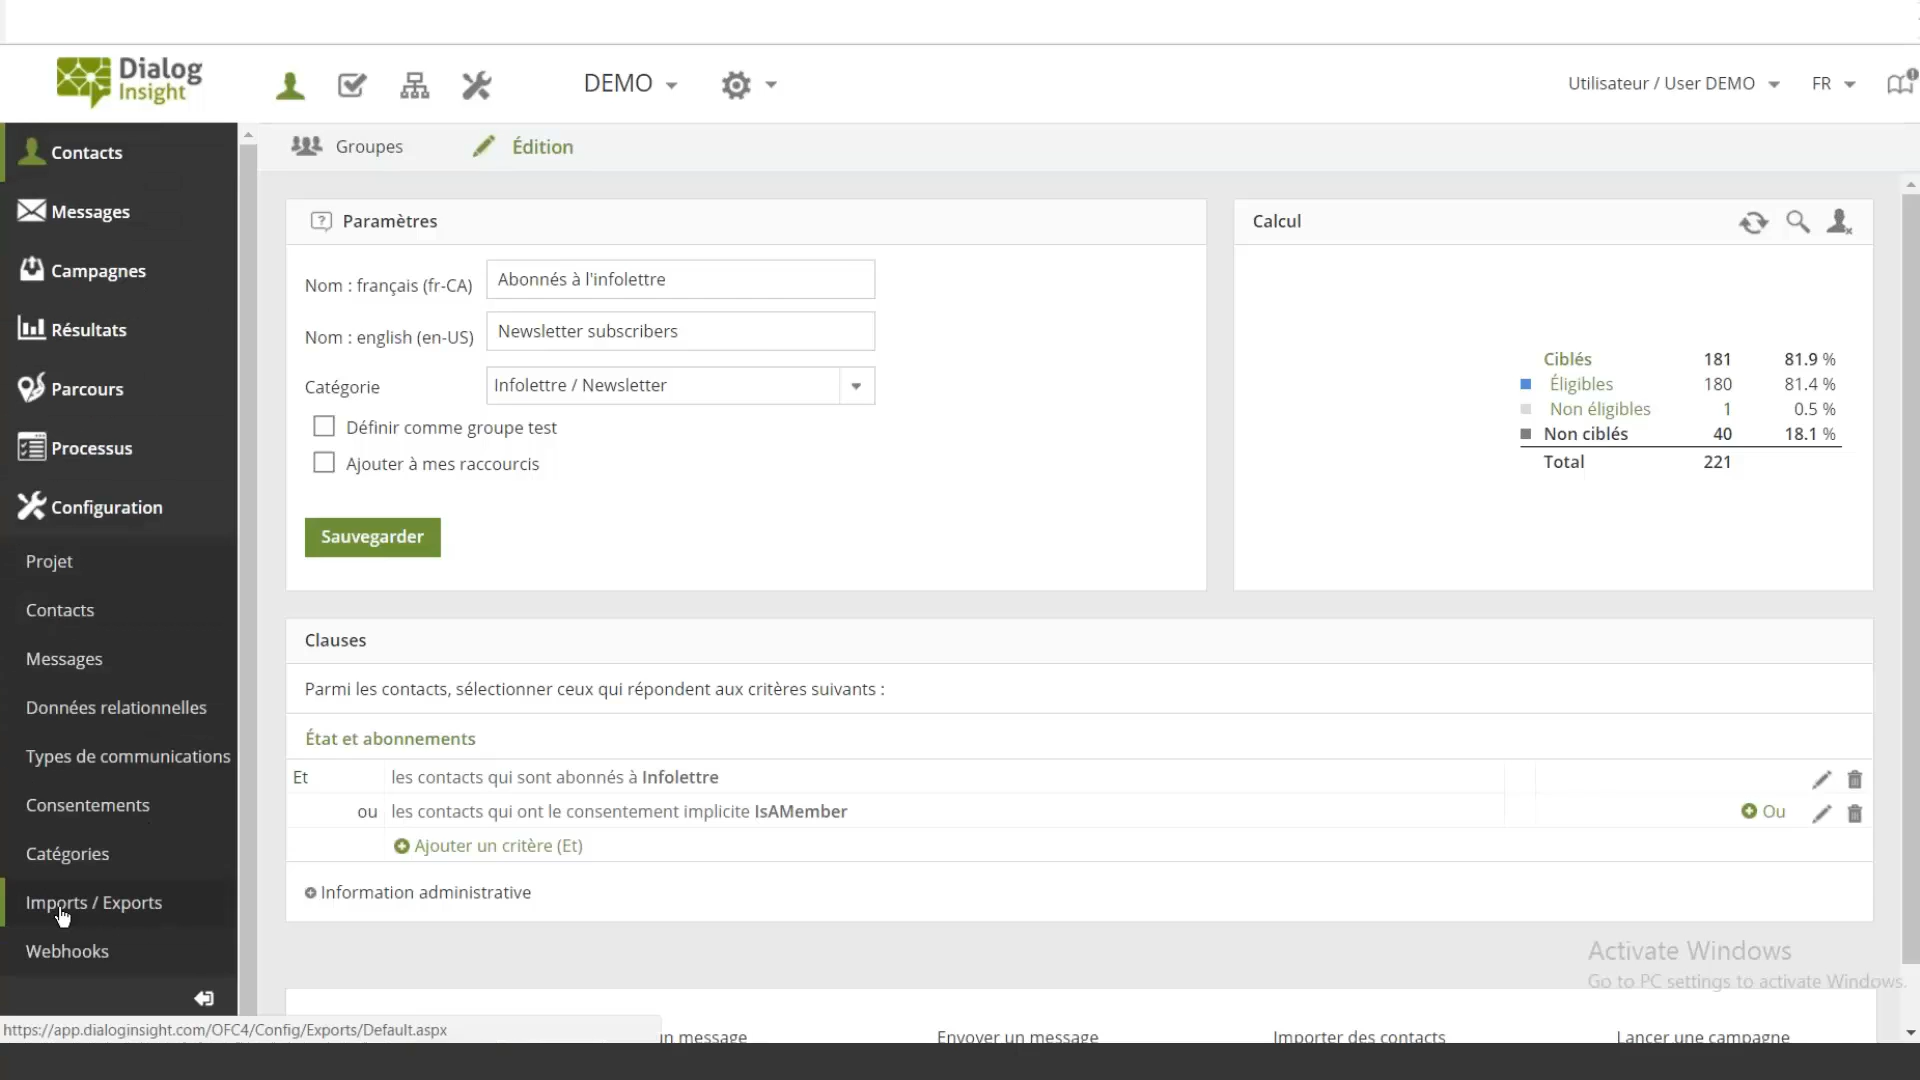 Dialog
Insight
DEMO
Utilisateur / User DEMO
FR
Contacts
Messages
Campagnes
Résultats
Parcours
Processus
Configuration
Projet
Contacts
Messages
Données relationnelles
Types de communications
Consentements
Catégories
Imports / Exports
Webhooks
Groupes
Édition
Paramètres
Nom : français (fr-CA)
Abonnés à l'infolettre
Nom : english (en-US)
Newsletter subscribers
Catégorie
Infolettre / Newsletter
Définir comme groupe test
Ajouter à mes raccourcis
Sauvegarder
Calcul
Ciblés 181 81.9 %
Éligibles 180 81.4 %
Non éligibles 1 0.5 %
Non ciblés 40 18.1 %
Total 221
Clauses
Parmi les contacts, sélectionner ceux qui répondent aux critères suivants :
État et abonnements
Et les contacts qui sont abonnés à Infolettre
ou les contacts qui ont le consentement implicite IsAMember
Ou
Ajouter un critère (Et)
Information administrative
Activate Windows
Go to PC settings to activate Windows.
https://app.dialoginsight.com/OFC4/Config/Exports/Default.aspx
n message
Envoyer un message
Importer des contacts
Lancer une campagne